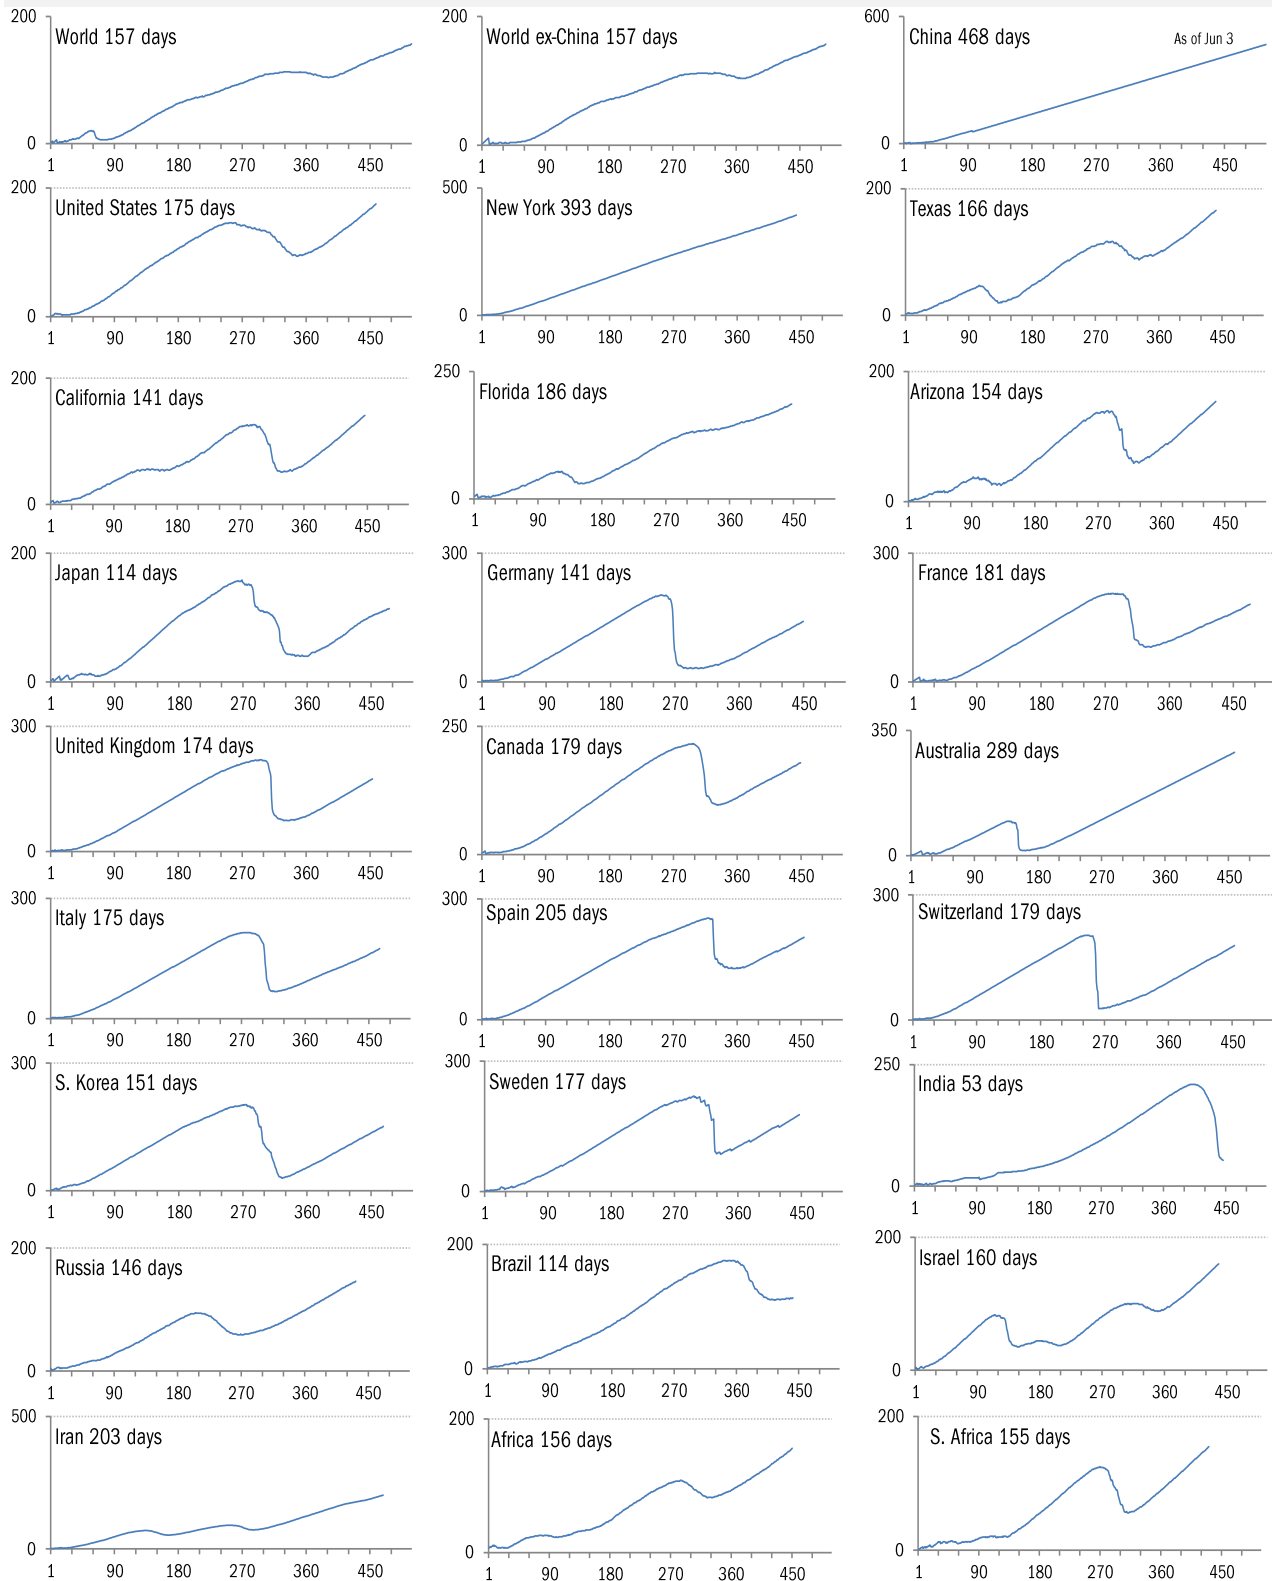 200 200 600
World 157 days World ex-China 157 days China 468 days As of Jun 3
0 0 0
1 90 180 270 360 450 1 90 180 270 360 450 1 90 180 270 360 450
200 500 200
United States 175 days New York 393 days Texas 166 days
0 0 0
1 90 180 270 360 450 1 90 180 270 360 450 1 90 180 270 360 450
200 250 200
California 141 days Florida 186 days Arizona 154 days
0 0 0
1 90 180 270 360 450 1 90 180 270 360 450 1 90 180 270 360 450
200 300 300
Japan 114 days Germany 141 days France 181 days
0 0 0
1 90 180 270 360 450 1 90 180 270 360 450 1 90 180 270 360 450
300 250 350
United Kingdom 174 days Canada 179 days Australia 289 days
0 0 0
1 90 180 270 360 450 1 90 180 270 360 450 1 90 180 270 360 450
300 300 300
Italy 175 days Spain 205 days Switzerland 179 days
0 0 0
1 90 180 270 360 450 1 90 180 270 360 450 1 90 180 270 360 450
300 300 250
S. Korea 151 days Sweden 177 days India 53 days
0 0 0
1 90 180 270 360 450 1 90 180 270 360 450 1 90 180 270 360 450
200 200 200
Russia 146 days Brazil 114 days Israel 160 days
0 0 0
1 90 180 270 360 450 1 90 180 270 360 450 1 90 180 270 360 450
500 200 200
Iran 203 days Africa 156 days S. Africa 155 days
0 0 0
1 90 180 270 360 450 1 90 180 270 360 450 1 90 180 270 360 450